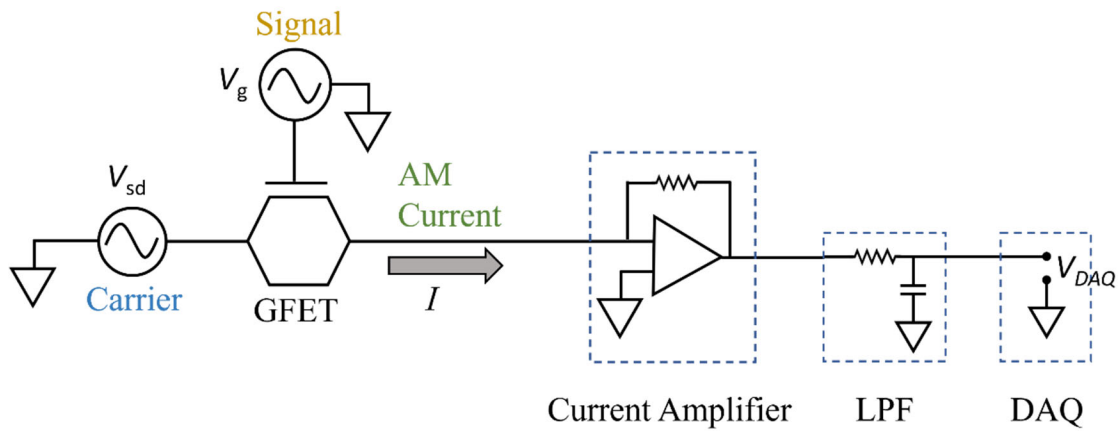 Signal
Vg
Vsd
AM
Current
Carrier
GFET
I
VDAQ
Current Amplifier
LPF
DAQ